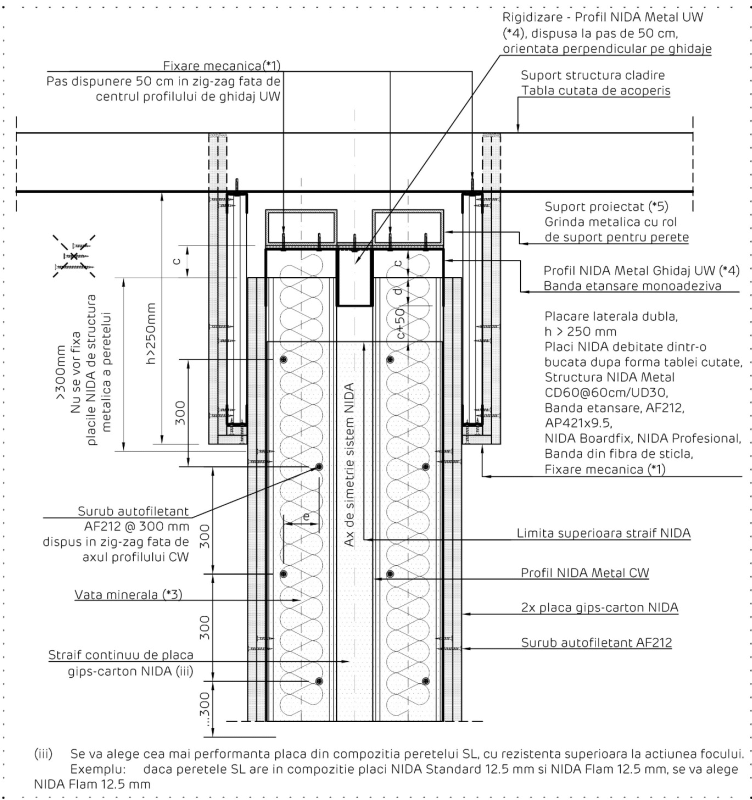 Rigidizare - Profil NIDA Metal UW
(*4), dispusa la pas de 50 cm,
orientata perpendicular pe ghidaje
Fixare mecanica(*1)
Pas dispunere 50 cm in zig-zag fata de
centrul profilului de ghidaj UW
Suport structura cladire
Tabla cutata de acoperis
Suport proiectat (*5)
Grinda metalica cu rol
de suport pentru perete
Profil NIDA Metal Ghidaj UW (*4)
Banda etansare monoadeziva
Placare laterala dubla,
h > 250 mm
Placi NIDA debitate dintr-o
bucata dupa forma tablei cutate,
Structura NIDA Metal
CD60@60cm/UD30,
Banda etansare, AF212,
AP421x9.5,
NIDA Boardfix, NIDA Profesional,
Banda din fibra de sticla,
Fixare mecanica (*1)
c
c
d
c+50
h>250mm
>300mm
Nu se vor fixa
placile NIDA de structura
metalica a peretelui
300
Ax de simetrie sistem NIDA
Surub autofiletant
AF212 @ 300 mm
dispus in zig-zag fata de
axul profilului CW
e
300
Limita superioara straif NIDA
Profil NIDA Metal CW
Vata minerala (*3)
2x placa gips-carton NIDA
300
Surub autofiletant AF212
Straif continuu de placa
gips-carton NIDA (iii)
...300
(iii) Se va alege cea mai performanta placa din compozitia peretelui SL, cu rezistenta superioara la actiunea focului.
Exemplu: daca peretele SL are in compozitie placi NIDA Standard 12.5 mm si NIDA Flam 12.5 mm, se va alege
NIDA Flam 12.5 mm